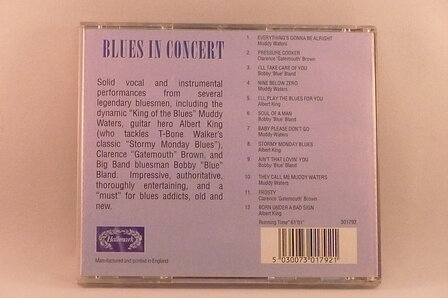 BLUES IN CONCERT
Solid vocal and instrumental
performances from several
legendary bluesmen, including the
dynamic "King of the Blues" Muddy
Waters, guitar hero Albert King
(who tackles T-Bone Walker's
classic "Stormy Monday Blues"),
Clarence "Gatemouth" Brown, and
Big Band bluesman Bobby "Blue"
Bland. Impressive, authoritative,
thoroughly entertaining, and a
"must" for blues addicts, old and
new.
Hallmark
Manufactured and printed in England
1. EVERYTHING'S GONNA BE ALRIGHT
Muddy Waters
2. PRESSURE COOKER
Clarence 'Gatemouth' Brown
3. I'LL TAKE CARE OF YOU
Bobby 'Blue' Bland
4. NINE BELOW ZERO
Muddy Waters
5. I'LL PLAY THE BLUES FOR YOU
Albert King
6. SOUL OF A MAN
Bobby 'Blue' Bland
7. BABY PLEASE DON'T GO
Muddy Waters
8. STORMY MONDAY BLUES
Albert King
9. AIN'T THAT LOVIN' YOU
Bobby 'Blue' Bland
10. THEY CALL ME MUDDY WATERS
Muddy Waters
11. FROSTY
Clarence 'Gatemouth' Brown
12. BORN UNDER A BAD SIGN
Albert King
Running Time" 61'01" 301792
5 030073 017921